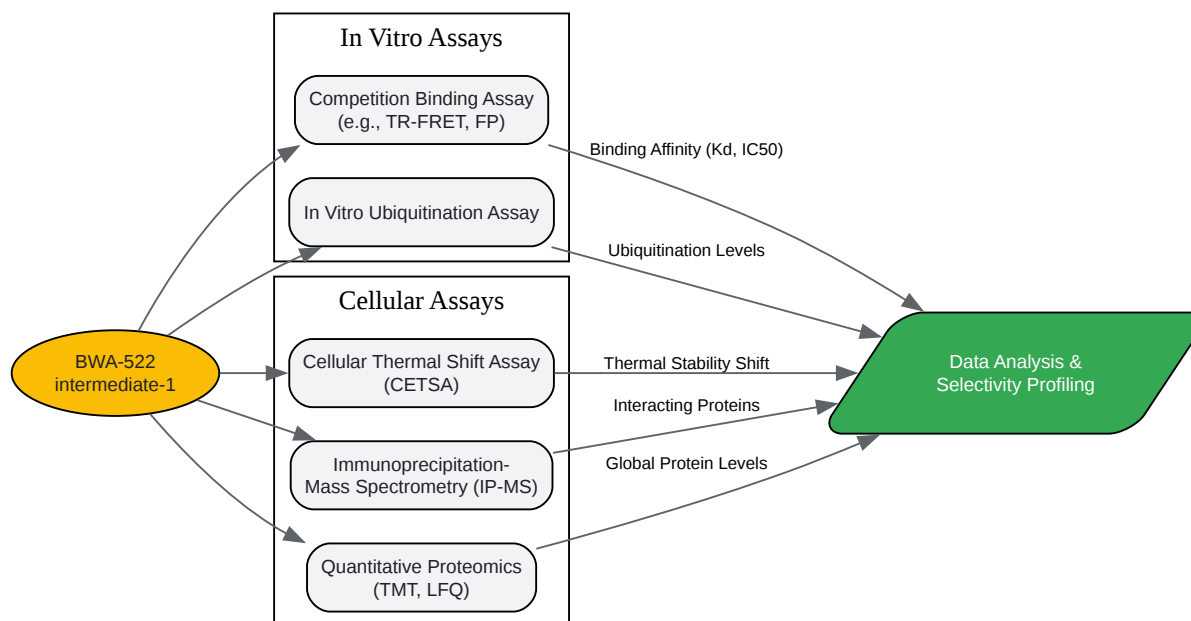 In Vitro Assays
Competition Binding Assay
(e.g., TR-FRET, FP)
Binding Affinity (Kd, IC50)
In Vitro Ubiquitination Assay
Ubiquitination Levels
Cellular Assays
BWA-522
intermediate-1
Cellular Thermal Shift Assay
(CETSA)
Thermal Stability Shift
Data Analysis &
Selectivity Profiling
Interacting Proteins
Immunoprecipitation-
Mass Spectrometry (IP-MS)
Global Protein Levels
Quantitative Proteomics
(TMT, LFQ)